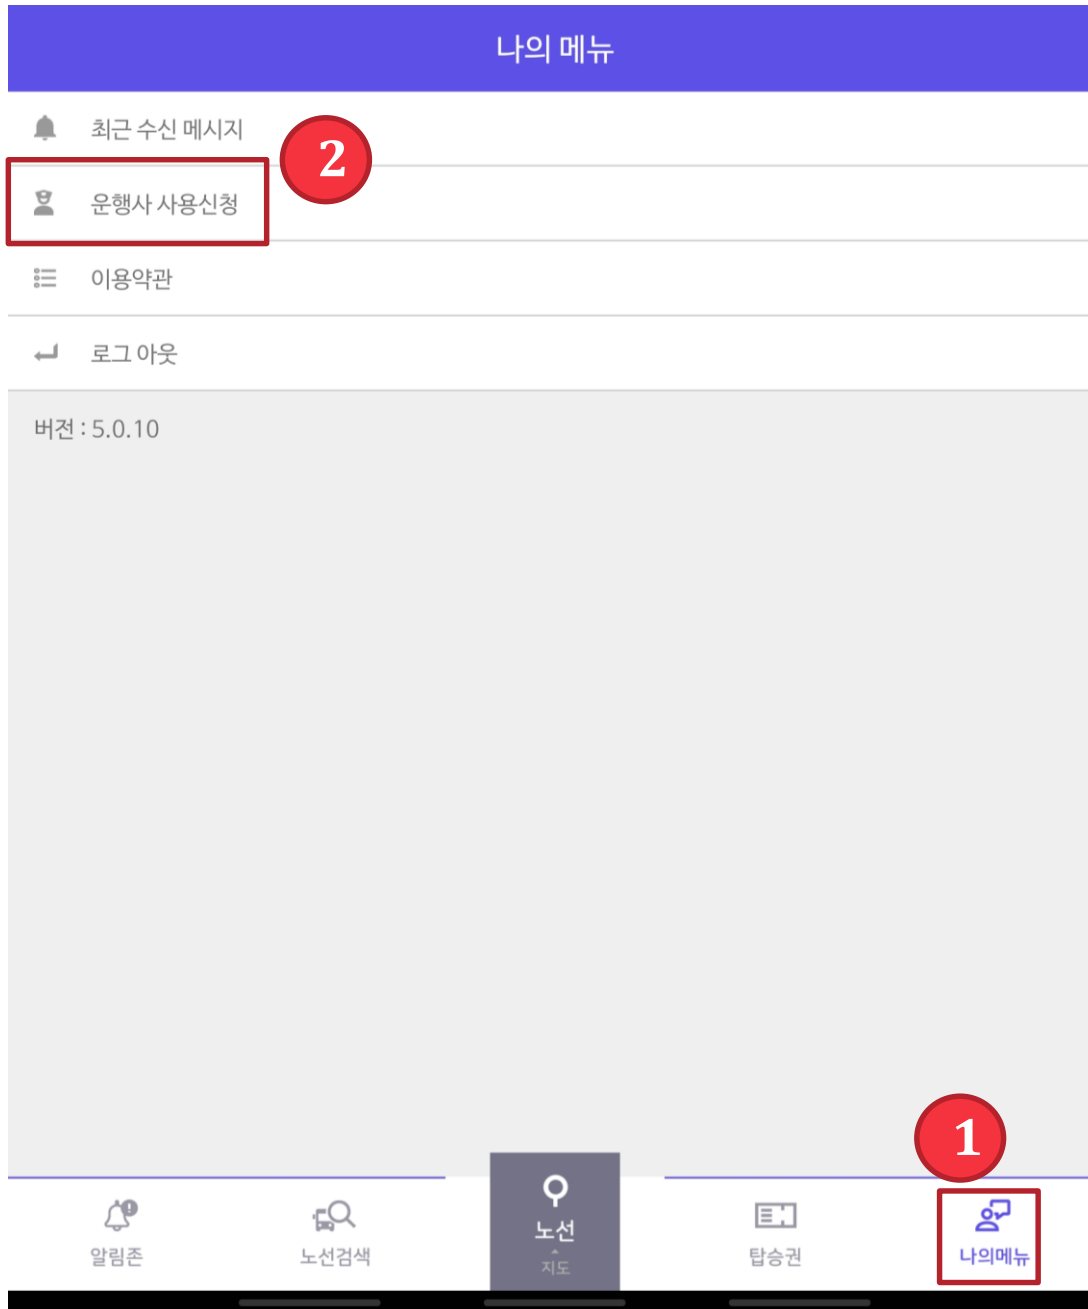 나의 메뉴
최근 수신 메시지
2
운행사 사용신청
이용약관
로그 아웃
버전 : 5.0.10
1
알림존
노선검색
노선
지도
탑승권
나의메뉴